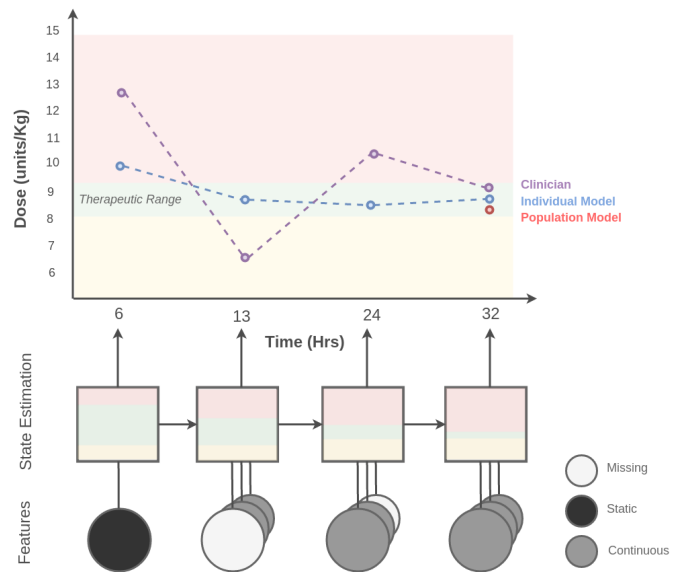 15
14
13
12
11
10
9
8
7
6
Dose (units/Kg)
Therapeutic Range
Clinician
Individual Model
Population Model
6
13
24
32
Time (Hrs)
State Estimation
Features
Missing
Static
Continuous